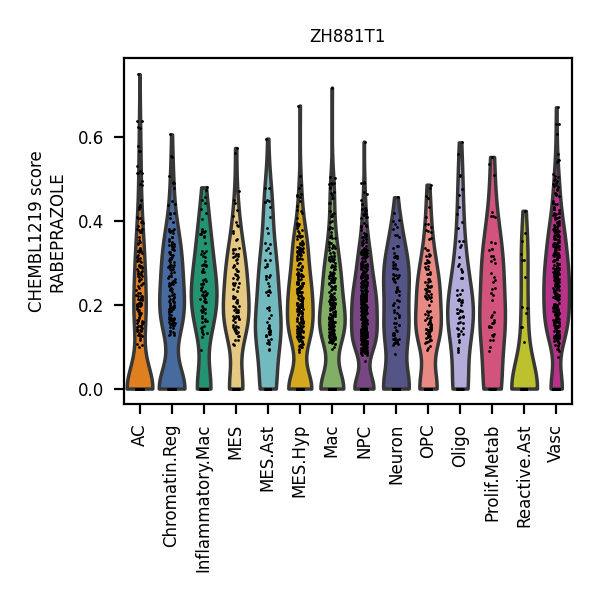 ZH881T1
CHEMBL1219 score
RABEPRAZOLE
0.6
0.4
0.2
0.0
AC
Chromatin.Reg
Inflammatory.Mac
MES
MES.Ast
MES.Hyp
Mac
NPC
Neuron
OPC
Oligo
Prolif.Metab
Reactive.Ast
Vasc